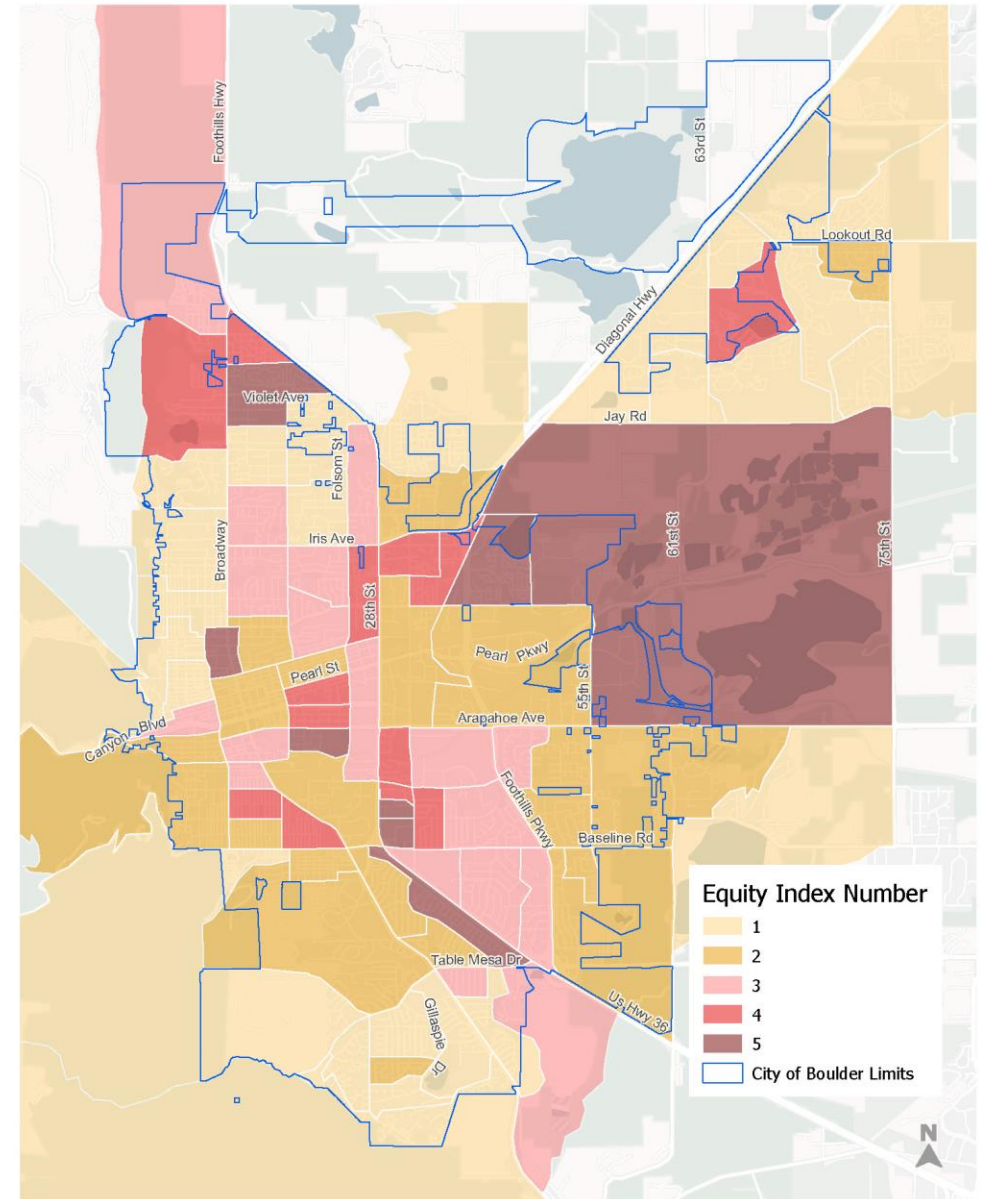 Foothills Hwy
63rd St
Lookout Rd
Diagonal Hwy
Violet Ave
Jay Rd
Folsom St
Broadway
Iris Ave
61st St
75th St
28th St
Pearl St
Pearl Pkwy
55th St
Arapahoe Ave
Canyon Blvd
Foothills Pkwy
Baseline Rd
Table Mesa Dr
Us Hwy 36
Gillaspie Dr
Equity Index Number
1
2
3
4
5
City of Boulder Limits
N